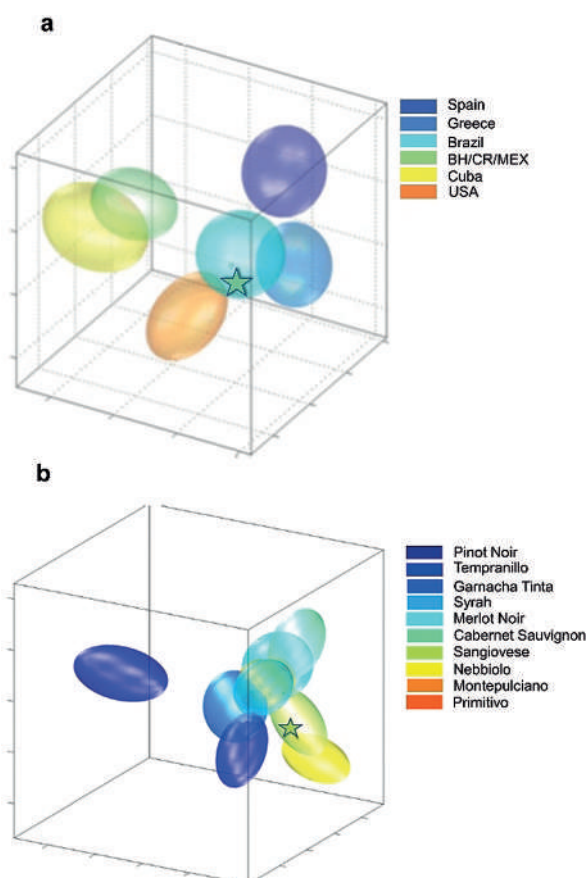 a
Spain
Greece
Brazil
BH/CR/MEX
Cuba
USA
b
Pinot Noir
Tempranillo
Garnacha Tinta
Syrah
Merlot Noir
Cabernet Sauvignon
Sangiovese
Nebbiolo
Montepulciano
Primitivo